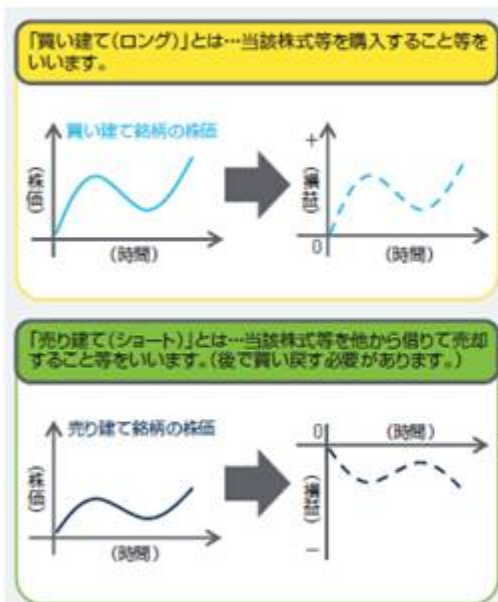 「買い建て(ロング)」とは…当該株式等を購入すること等を
いいます。
買い建て銘柄の株価
(株価)
(時間)
+
(損益)
0
(時間)
「売り建て(ショート)」とは…当該株式等を他から借りて売却
すること等をいいます。(後で買い戻す必要があります。)
売り建て銘柄の株価
(株価)
(時間)
0
(時間)
(損益)
−